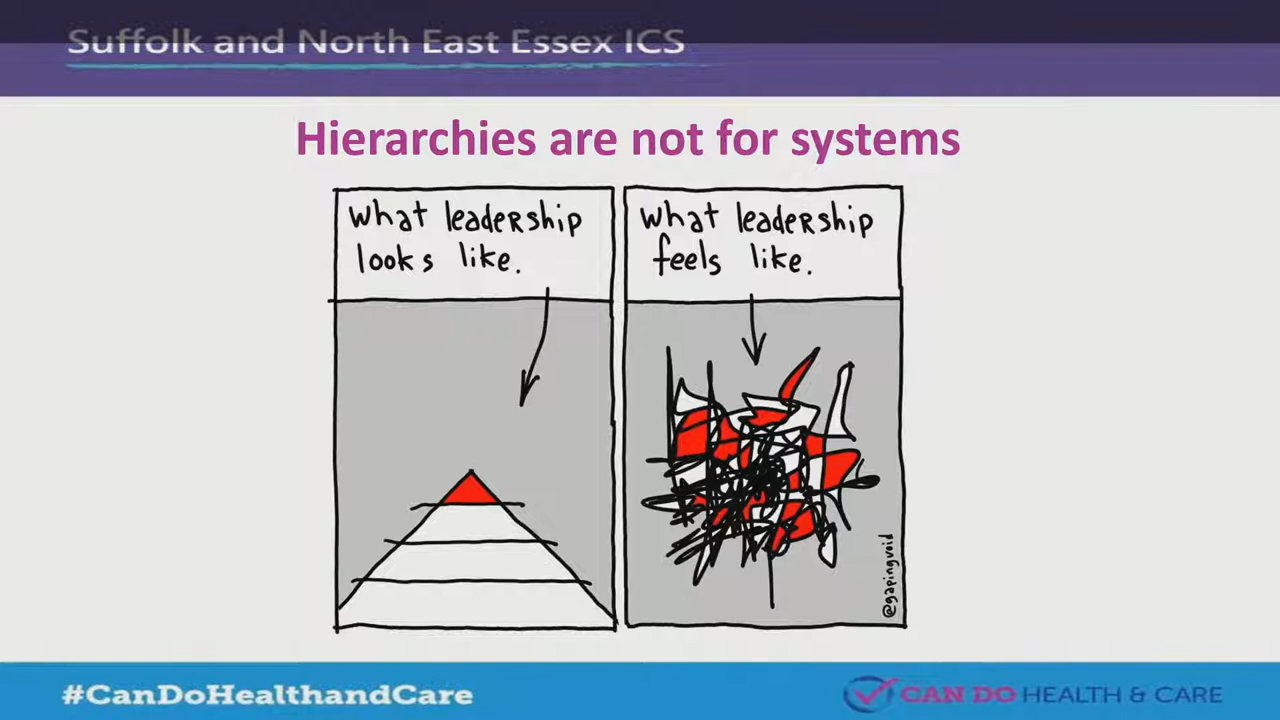 Suffolk and North East Essex ICS
Hierarchies are not for systems
what leadership
looks like.
what leadership
feels like.
@gapingvoid
#CanDoHealthandCare
CAN DO HEALTH & CARE